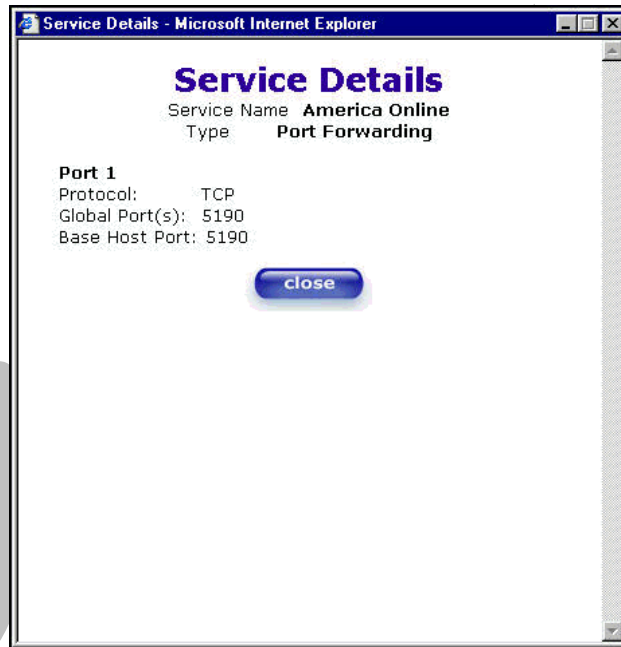 Service Details - Microsoft Internet Explorer
Service Details
Service Name America Online
Type Port Forwarding
Port 1
Protocol: TCP
Global Port(s): 5190
Base Host Port: 5190
close